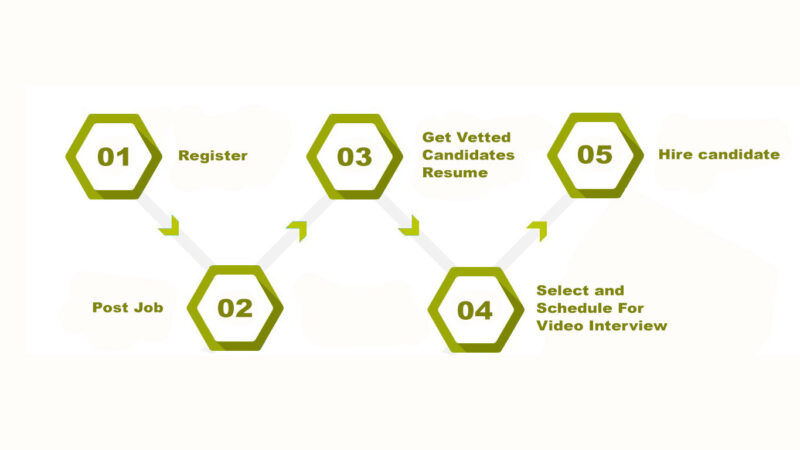 01
Register
02
Post Job
03
Get Vetted
Candidates
Resume
04
Select and
Schedule For
Video Interview
05
Hire candidate